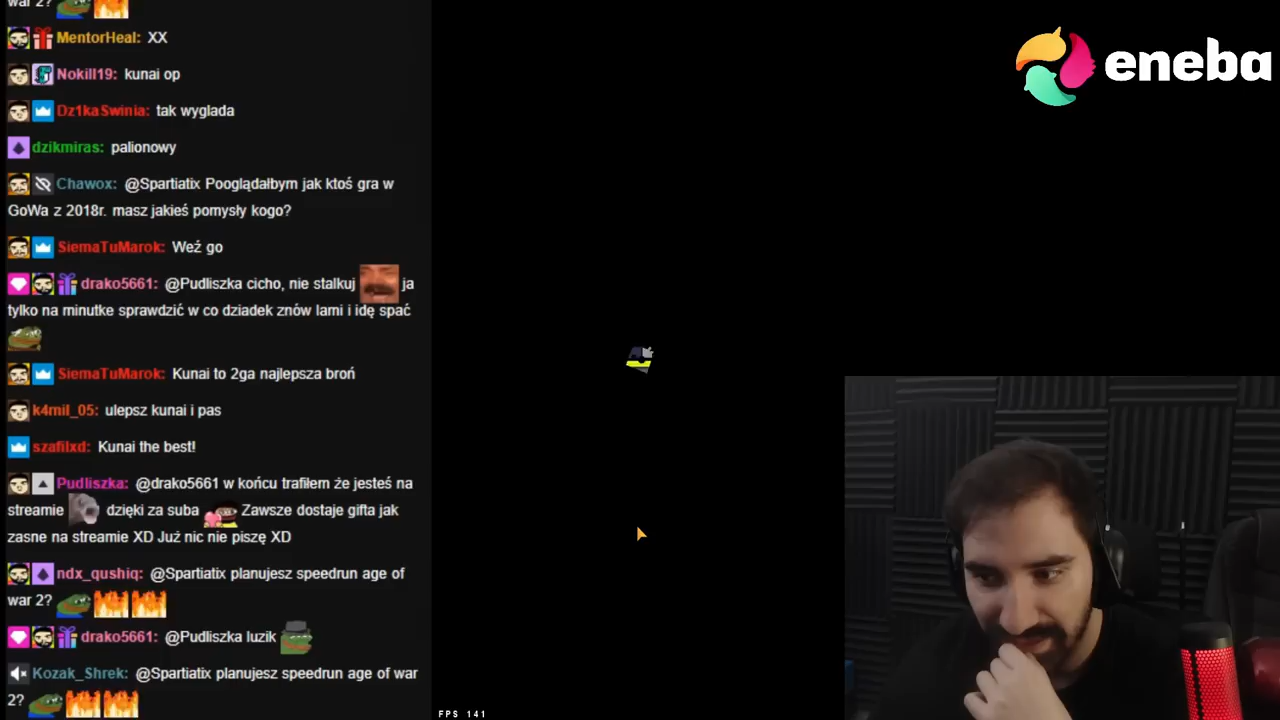 war 2?
MentorHeal: XX
Nokill19: kunai op
Dz1kaSwinia: tak wyglada
dzikmiras: palionowy
Chawox: @Spartiatix Pooglądałbym jak ktoś gra w
GoWa z 2018r. masz jakieś pomysły kogo?
SiemaTuMarok: Weź go
drako5661: @Pudliszka cicho, nie stalkuj ja
tylko na minutke sprawdzić w co dziadek znów lami i idę spać
SiemaTuMarok: Kunai to 2ga najlepsza broń
k4mil_05: ulepsz kunai i pas
szafilxd: Kunai the best!
Pudliszka: @drako5661 w końcu trafiłem że jesteś na
streamie dzięki za suba Zawsze dostaje gifta jak
zasne na streamie XD Już nic nie piszę XD
ndx_qushiq: @Spartiatix planujesz speedrun age of
war 2?
drako5661: @Pudliszka luzik
Kozak_Shrek: @Spartiatix planujesz speedrun age of war
2?
FPS 141
eneba